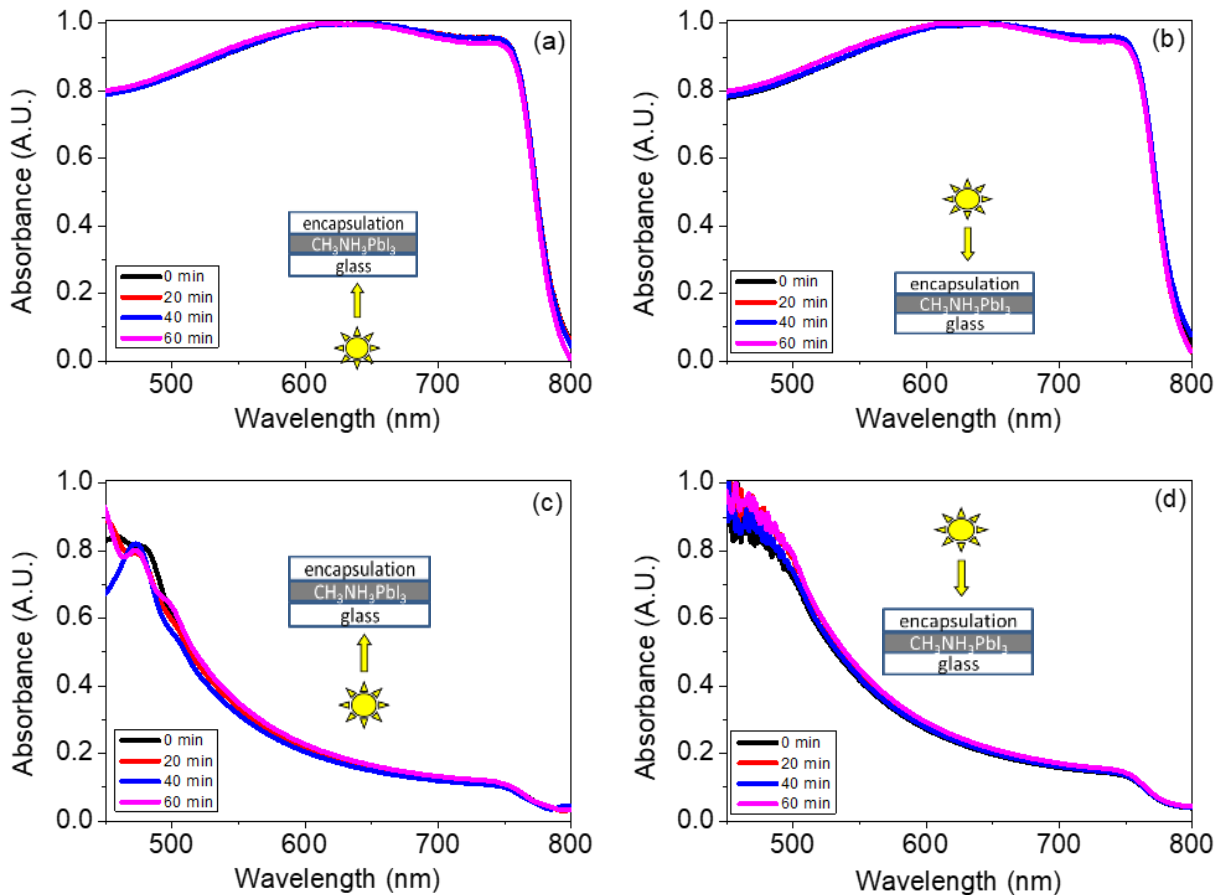 (a)
Absorbance (A.U.)
1.0
0.8
0.6
0.4
0.2
0.0
encapsulation
CH₃NH₃PbI₃
glass
0 min
20 min
40 min
60 min
500
600
700
800
Wavelength (nm)
(b)
Absorbance (A.U.)
1.0
0.8
0.6
0.4
0.2
0.0
encapsulation
CH₃NH₃PbI₃
glass
0 min
20 min
40 min
60 min
500
600
700
800
Wavelength (nm)
(c)
Absorbance (A.U.)
1.0
0.8
0.6
0.4
0.2
0.0
encapsulation
CH₃NH₃PbI₃
glass
0 min
20 min
40 min
60 min
500
600
700
800
Wavelength (nm)
(d)
Absorbance (A.U.)
1.0
0.8
0.6
0.4
0.2
0.0
encapsulation
CH₃NH₃PbI₃
glass
0 min
20 min
40 min
60 min
500
600
700
800
Wavelength (nm)